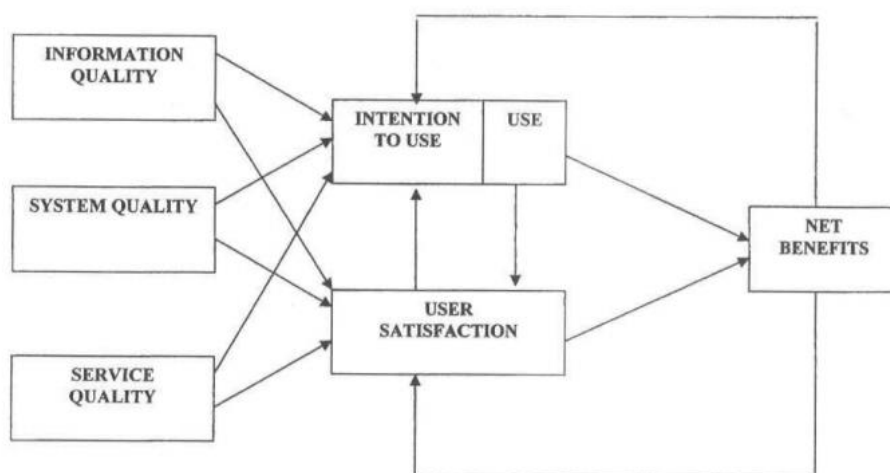 INFORMATION
QUALITY
INTENTION
TO USE
USE
SYSTEM QUALITY
NET
BENEFITS
USER
SATISFACTION
SERVICE
QUALITY